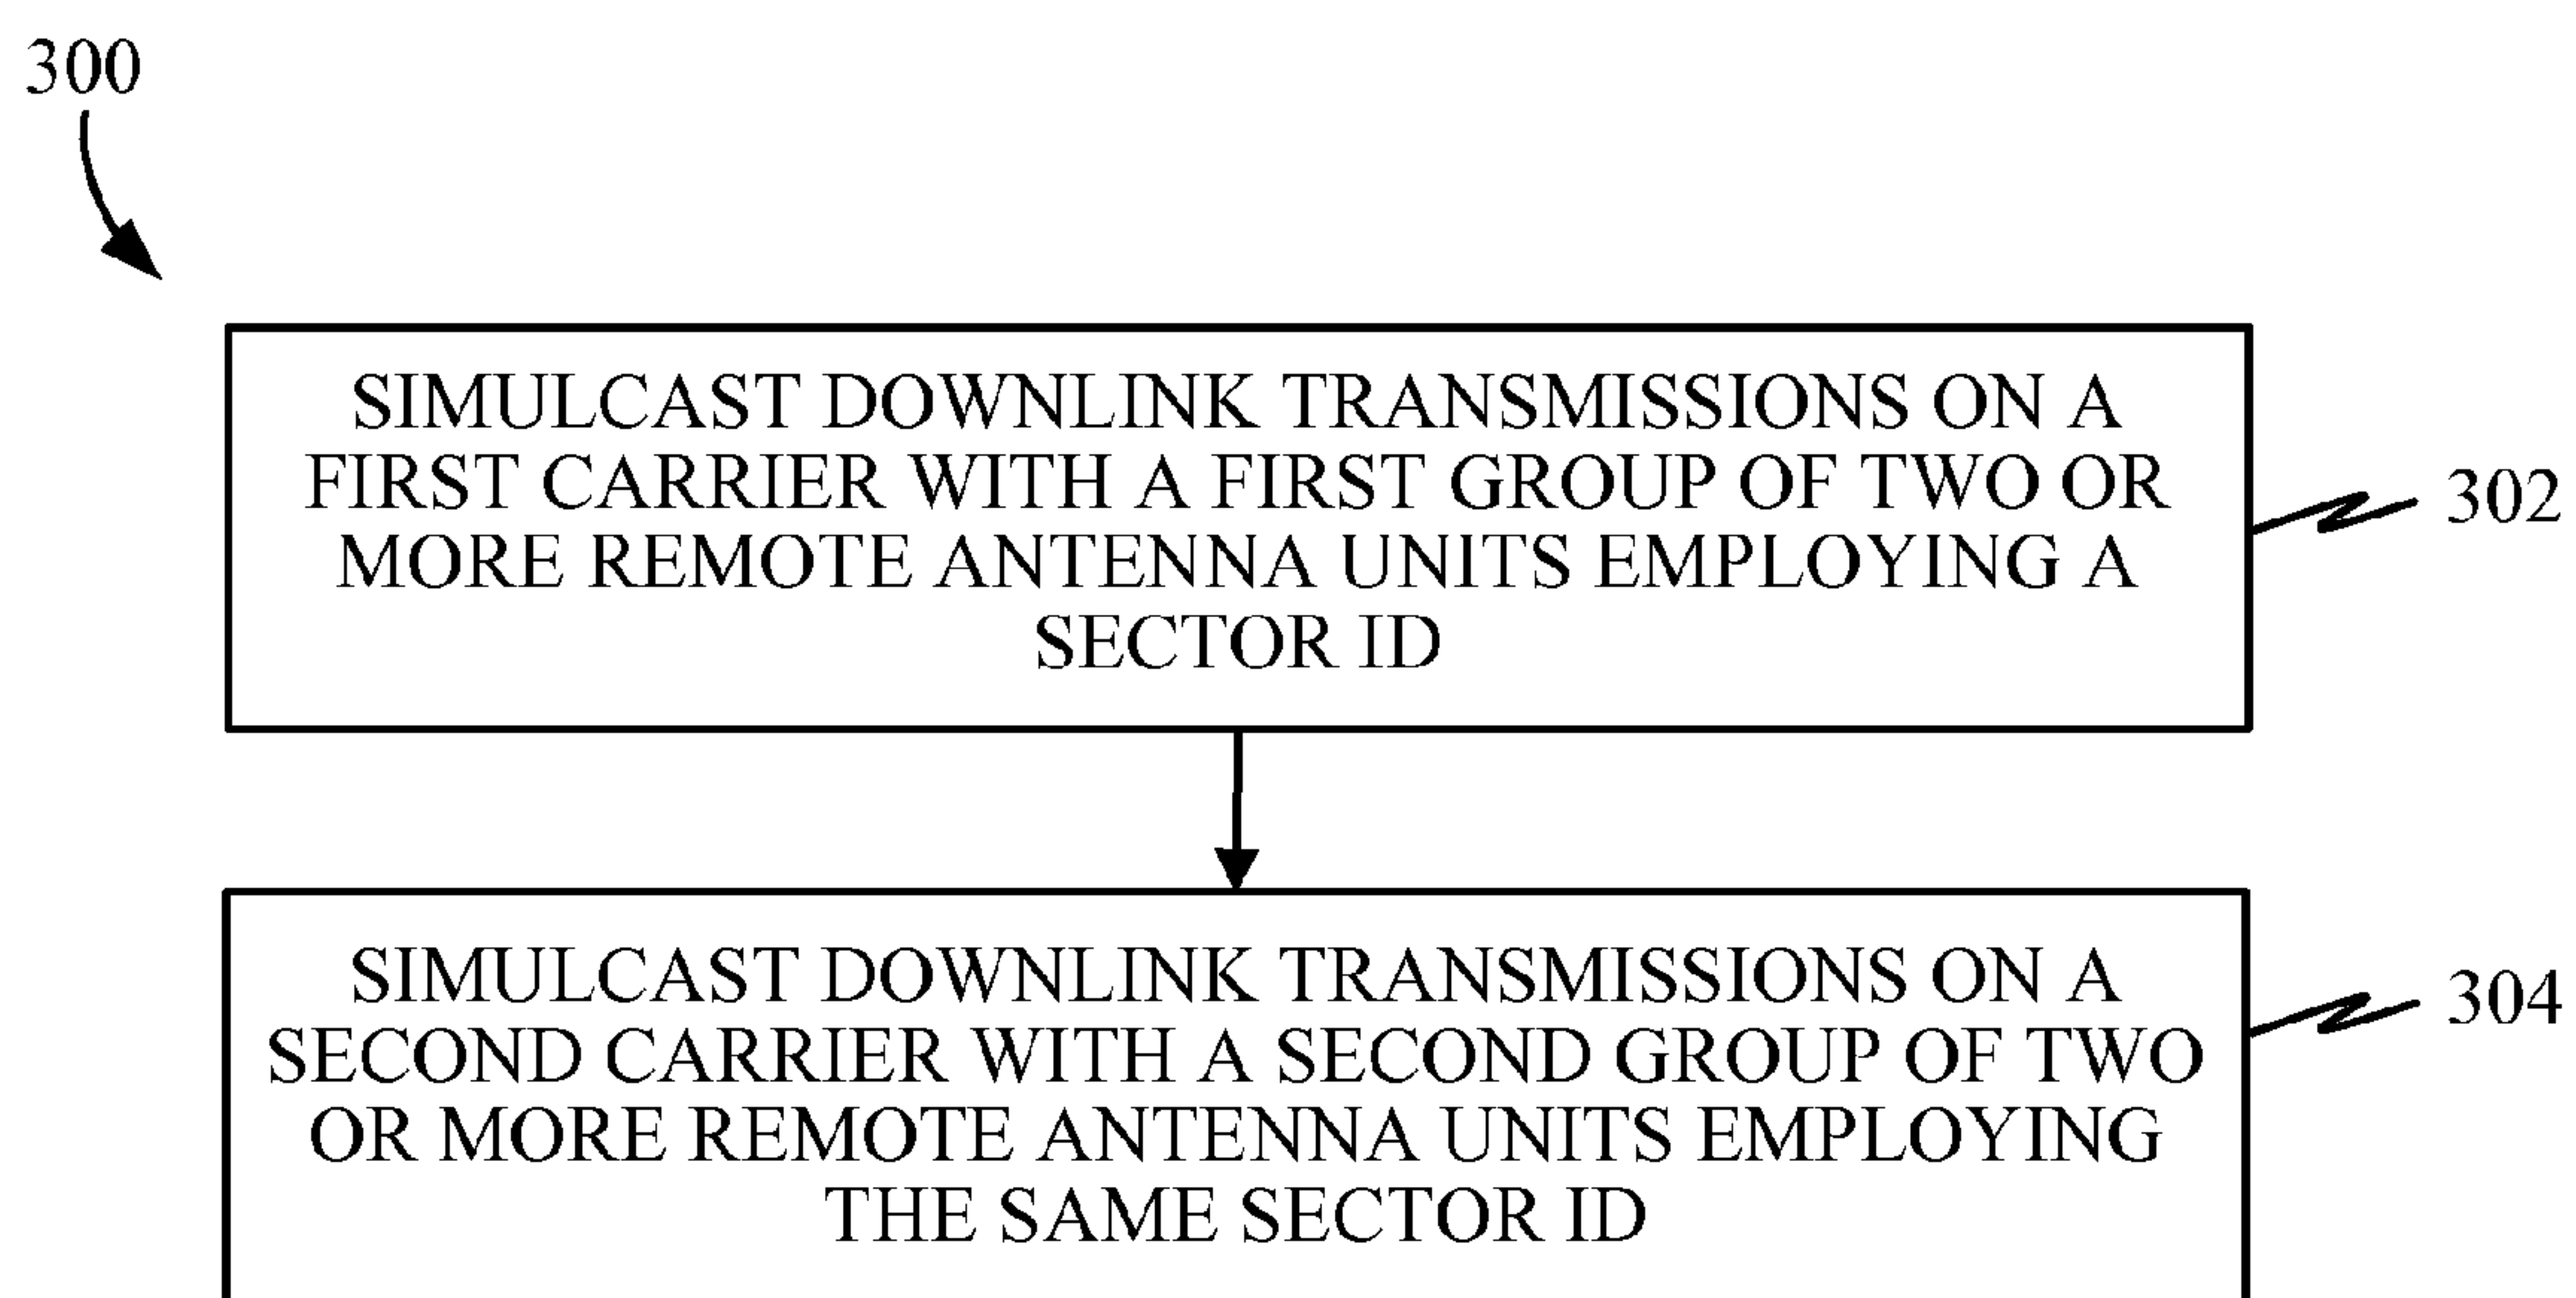 300
SIMULCAST DOWNLINK TRANSMISSIONS ON A
FIRST CARRIER WITH A FIRST GROUP OF TWO OR
MORE REMOTE ANTENNA UNITS EMPLOYING A
SECTOR ID
302
SIMULCAST DOWNLINK TRANSMISSIONS ON A
SECOND CARRIER WITH A SECOND GROUP OF TWO
OR MORE REMOTE ANTENNA UNITS EMPLOYING
THE SAME SECTOR ID
304